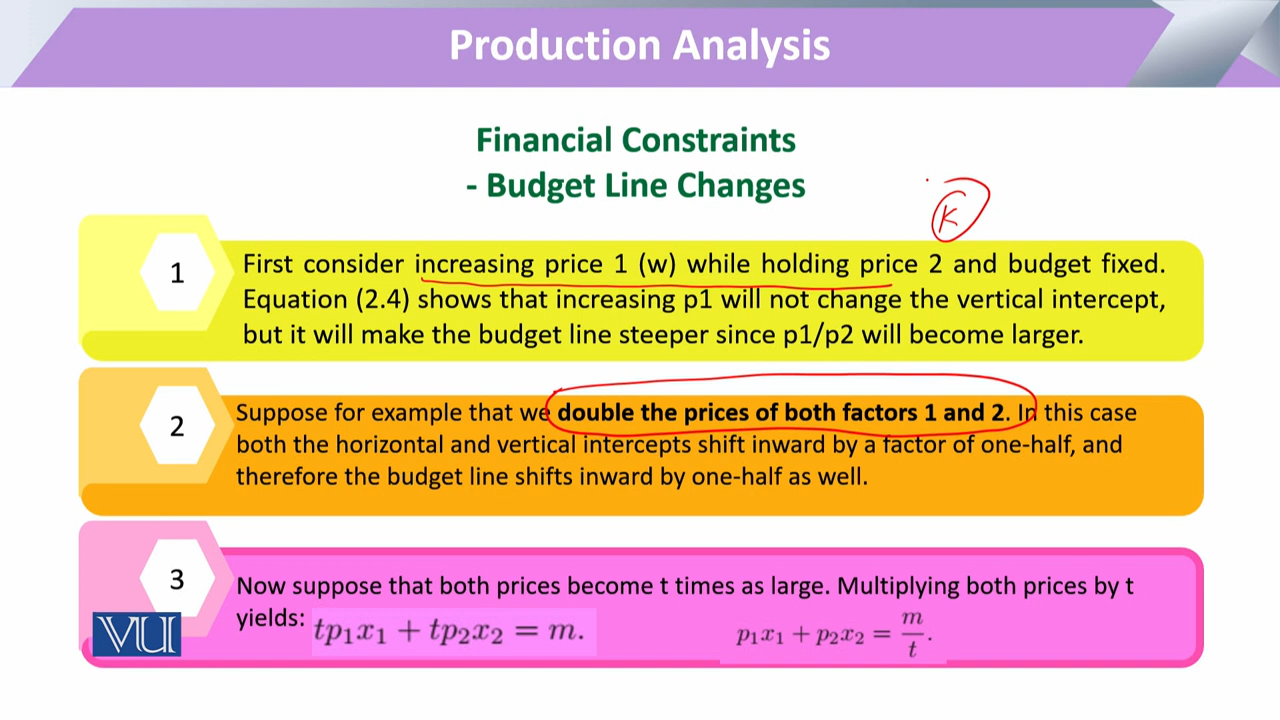 Production Analysis
Financial Constraints
- Budget Line Changes
K
1
First consider increasing price 1 (w) while holding price 2 and budget fixed.
Equation (2.4) shows that increasing p1 will not change the vertical intercept,
but it will make the budget line steeper since p1/p2 will become larger.
2
Suppose for example that we double the prices of both factors 1 and 2. In this case
both the horizontal and vertical intercepts shift inward by a factor of one-half, and
therefore the budget line shifts inward by one-half as well.
3
Now suppose that both prices become t times as large. Multiplying both prices by t
yields: tp₁x₁ + tp₂x₂ = m. p₁x₁ + p₂x₂ = m/t.
VU